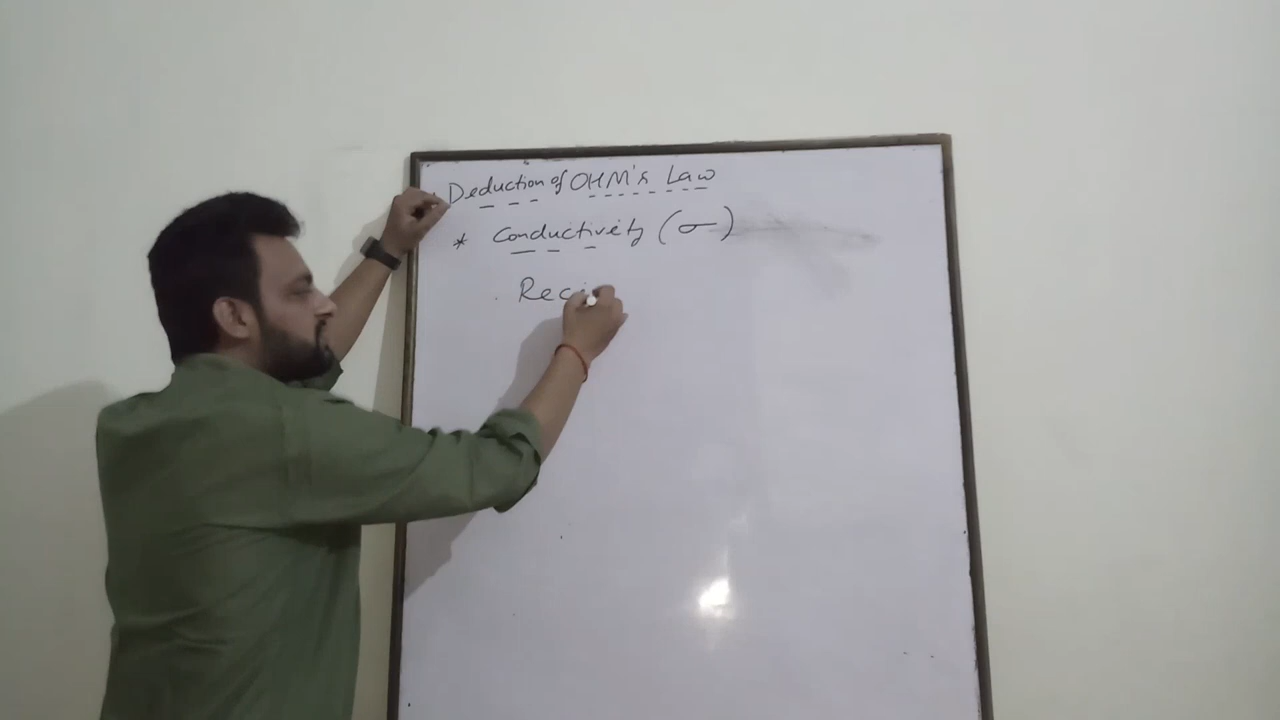 Deduction of OHM's Law
* Conductivity (σ)
Reci